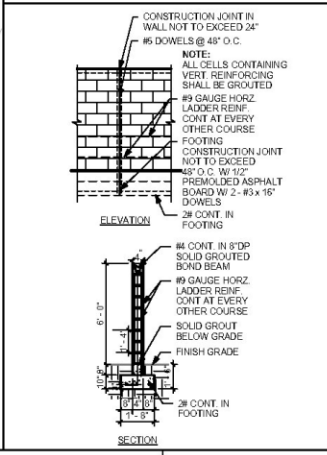 CONSTRUCTION JOINT IN
WALL NOT TO EXCEED 24"
#5 DOWELS @ 48" O.C.
NOTE:
ALL CELLS CONTAINING
VERT. REINFORCING
SHALL BE GROUTED
#9 GAUGE HORZ.
LADDER REINF.
CONT AT EVERY
OTHER COURSE
FOOTING
CONSTRUCTION JOINT
NOT TO EXCEED
48" O.C. W/ 1/2"
PREMOLDED ASPHALT
BOARD W/ 2 - #3 x 16"
DOWELS
2# CONT. IN
FOOTING
ELEVATION
#4 CONT. IN 8"DP
SOLID GROUTED
BOND BEAM
#9 GAUGE HORZ.
LADDER REINF.
CONT AT EVERY
OTHER COURSE
SOLID GROUT
BELOW GRADE
FINISH GRADE
2# CONT. IN
FOOTING
6' - 0"
1' - 4"
1' - 6"
SECTION